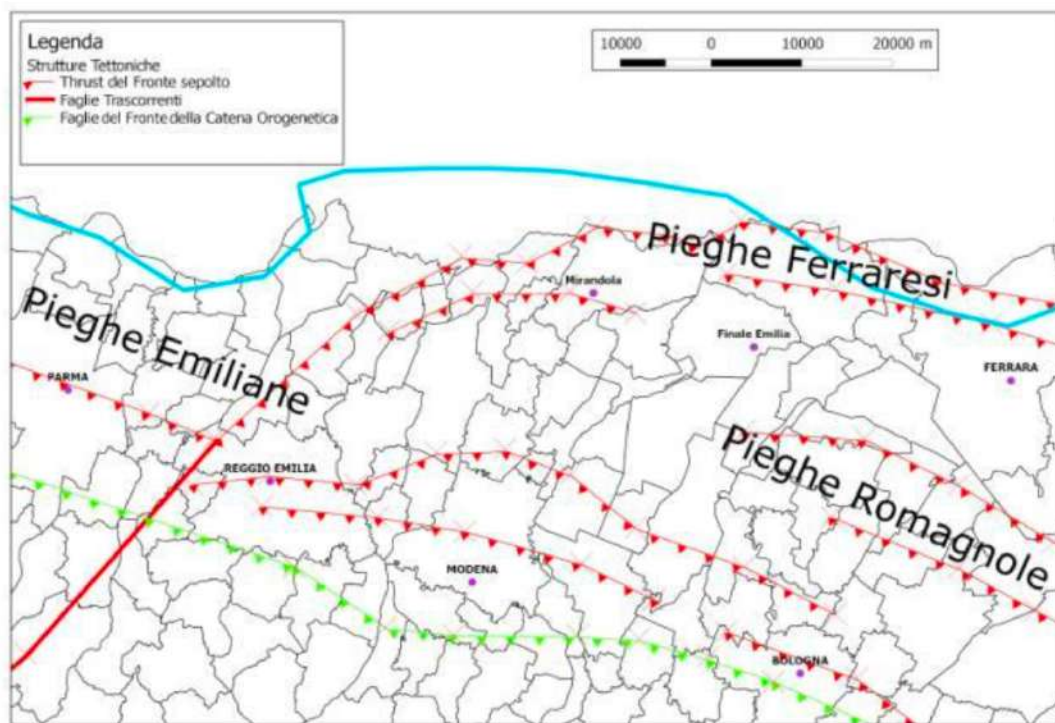 Legenda
Strutture Tettoniche
Thrust del Fronte sepolto
Faglie Trascorrenti
Faglie del Fronte della Catena Orogenetica
10000 0 10000 20000 m
Pieghe Ferraresi
Mirandola
Pieghe Emiliane
Finale Emilia
PARMA
FERRARA
Pieghe Romagnole
REGGIO EMILIA
MODENA
BOLOGNA